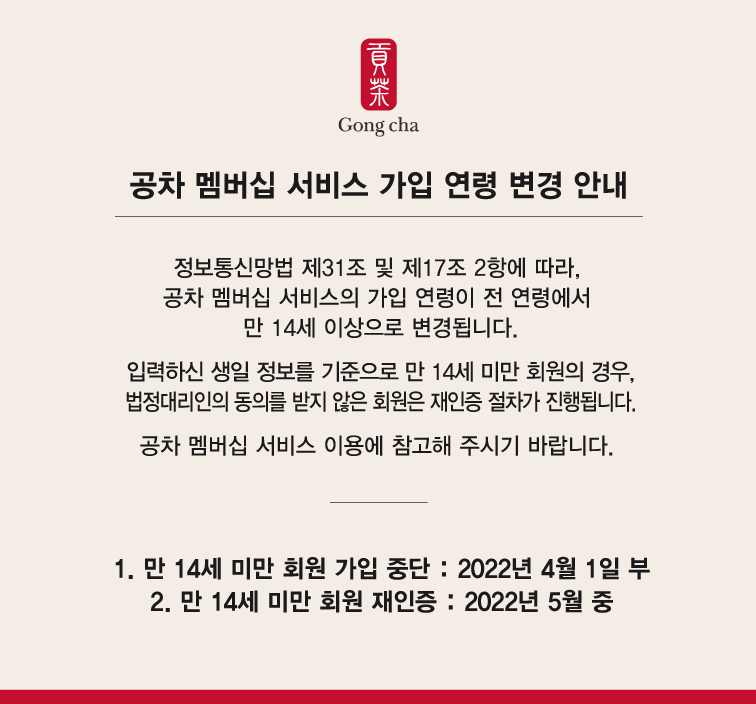 貢茶
Gong cha
공차 멤버십 서비스 가입 연령 변경 안내
정보통신망법 제31조 및 제17조 2항에 따라,
공차 멤버십 서비스의 가입 연령이 전 연령에서
만 14세 이상으로 변경됩니다.
입력하신 생일 정보를 기준으로 만 14세 미만 회원의 경우,
법정대리인의 동의를 받지 않은 회원은 재인증 절차가 진행됩니다.
공차 멤버십 서비스 이용에 참고해 주시기 바랍니다.
1. 만 14세 미만 회원 가입 중단 : 2022년 4월 1일 부
2. 만 14세 미만 회원 재인증 : 2022년 5월 중